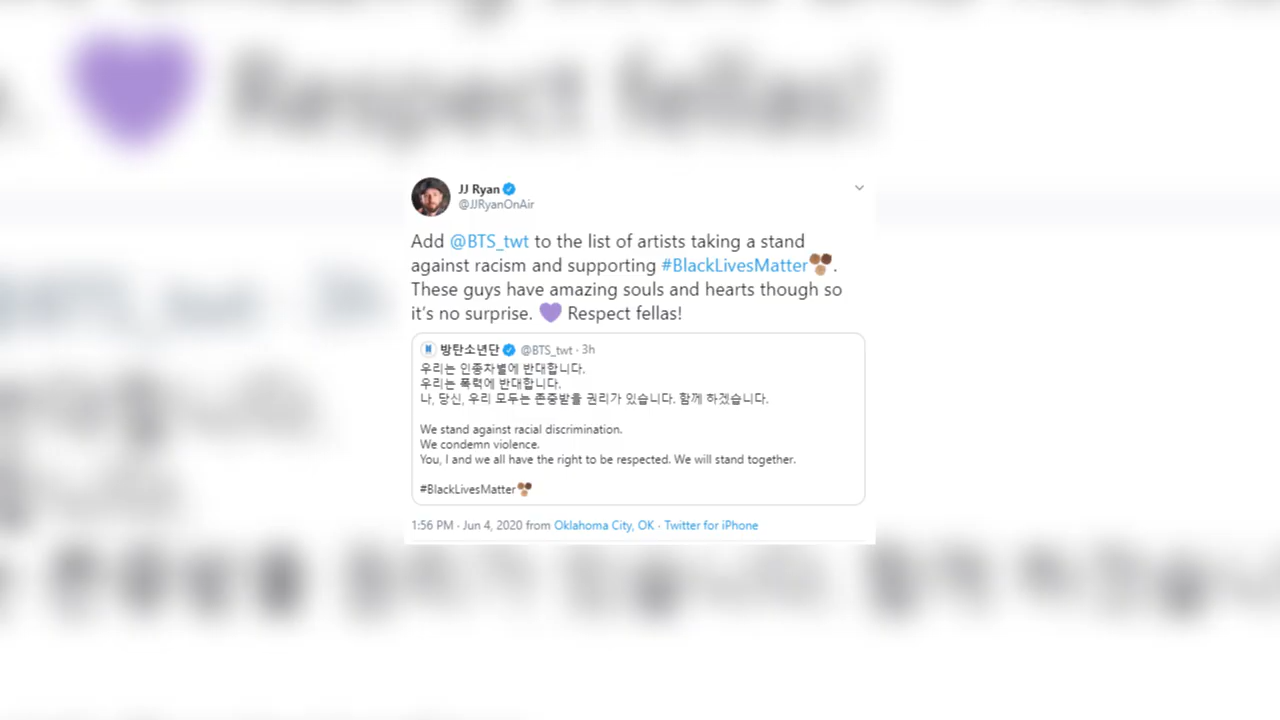 Respect fellas!
JJ Ryan
@JJRyanOnAir
Add @BTS_twt to the list of artists taking a stand
against racism and supporting #BlackLivesMatter✊🏾✊🏿✊🏽.
These guys have amazing souls and hearts though so
it's no surprise. 💜 Respect fellas!
방탄소년단 @BTS_twt · 3h
우리는 인종차별에 반대합니다.
우리는 폭력에 반대합니다.
나, 당신, 우리 모두는 존중받을 권리가 있습니다. 함께 하겠습니다.
We stand against racial discrimination.
We condemn violence.
You, I and we all have the right to be respected. We will stand together.
#BlackLivesMatter
1:56 PM · Jun 4, 2020 from Oklahoma City, OK · Twitter for iPhone